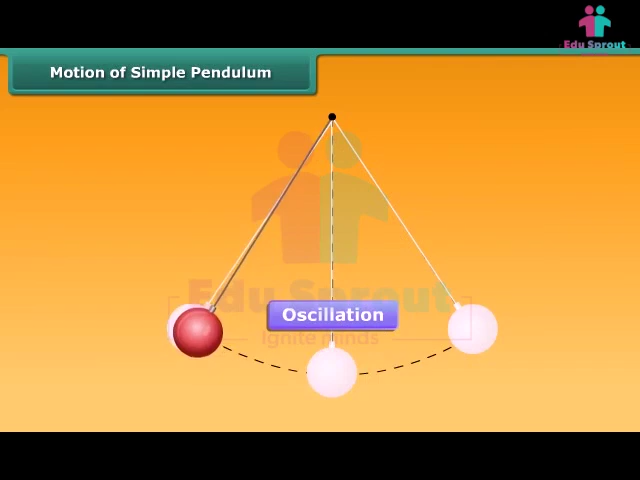 Edu Sprout
Motion of Simple Pendulum
Edu Sprout
Oscillation
Ignite minds